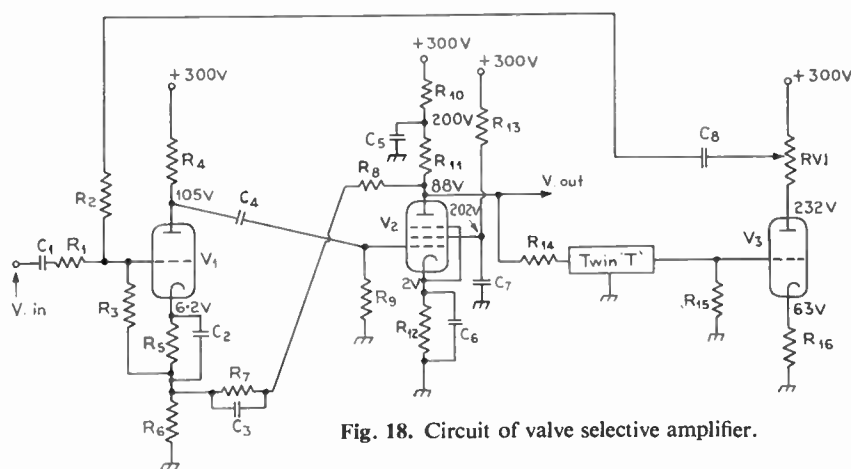 +300V
+300V
+300V
+300V
R10
R13
C5
200V
R4
R8
R11
C8
RV1
R2
105V
C4
88V
V.out
202V
232V
C1
R1
V1
V2
R14
Twin 'T'
V3
V. in
R3
6·2V
R9
2V
C7
R15
63V
R5
C2
R12
C6
R16
R7
R6
C3
Fig. 18. Circuit of valve selective amplifier.